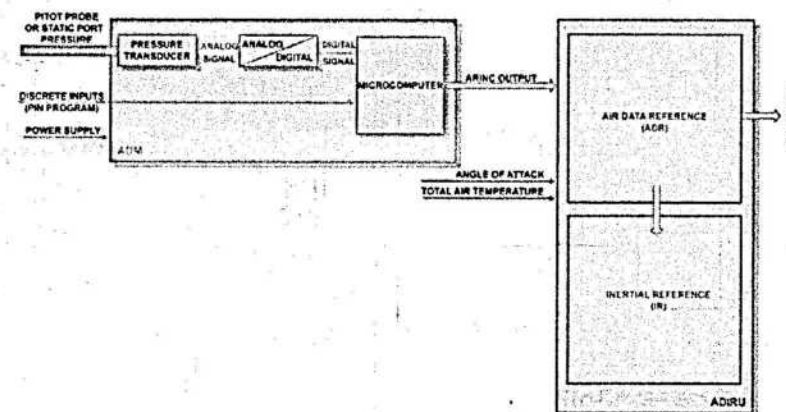 PITOT PROBE
OR STATIC PORT
PRESSURE
PRESSURE
TRANSDUCER
ANALOG
SIGNAL
ANALOG
DIGITAL
DIGITAL
SIGNAL
MICROCOMPUTER
ARINC OUTPUT
DISCRETE INPUTS
(PIN PROGRAM)
POWER SUPPLY
ADM
AIR DATA REFERENCE
(ADR)
ANGLE OF ATTACK
TOTAL AIR TEMPERATURE
INERTIAL REFERENCE
(IR)
ADIRU